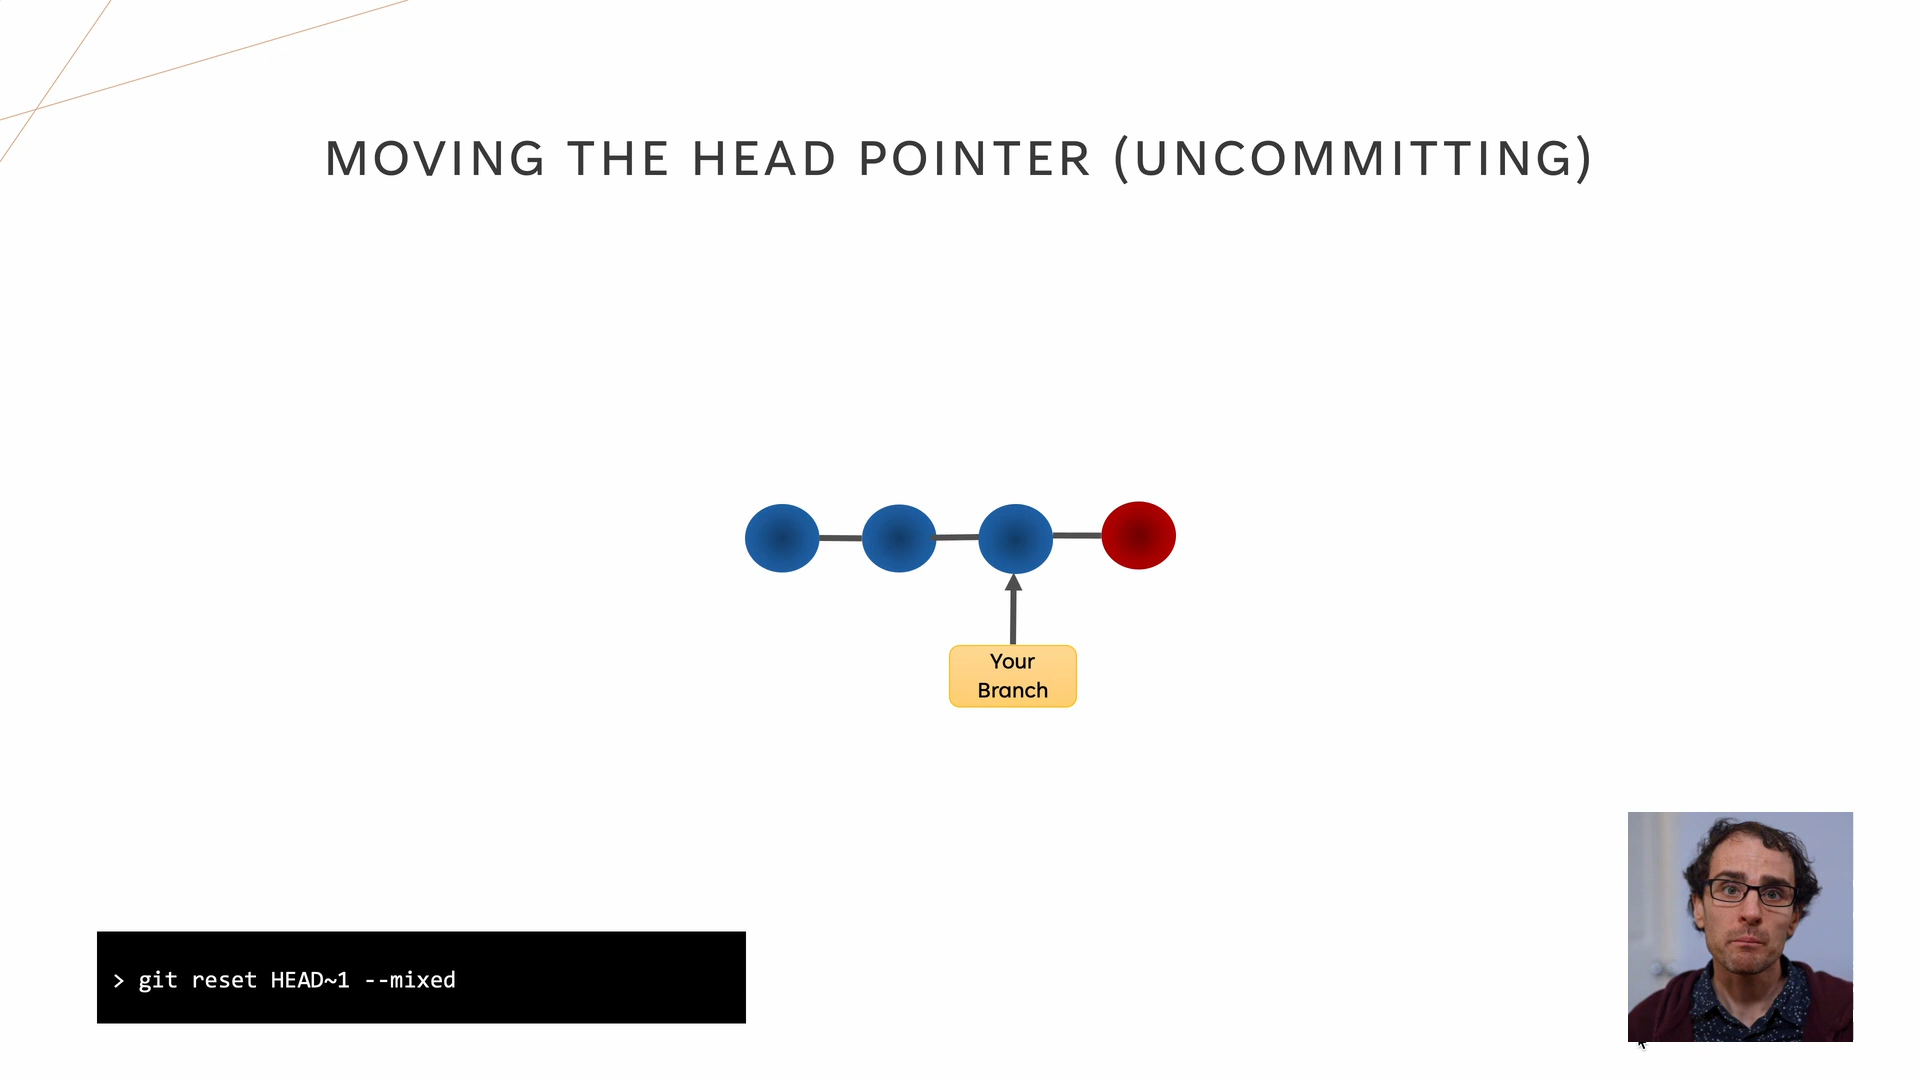 MOVING THE HEAD POINTER (UNCOMMITTING)
Your
Branch
> git reset HEAD~1 --mixed